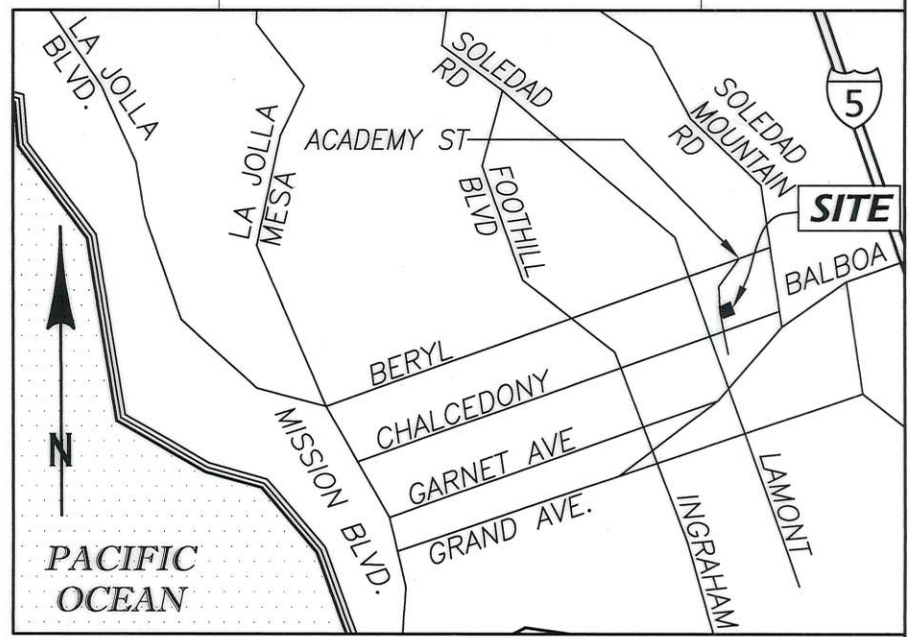 LA JOLLA
BLVD.
LA JOLLA
MESA
SOLEDAD
RD
ACADEMY ST
FOOTHILL
BLVD
SOLEDAD
MOUNTAIN
RD
5
SITE
BALBOA
BERYL
CHALCEDONY
GARNET AVE
GRAND AVE.
MISSION BLVD.
INGRAHAM
LAMONT
N
PACIFIC
OCEAN